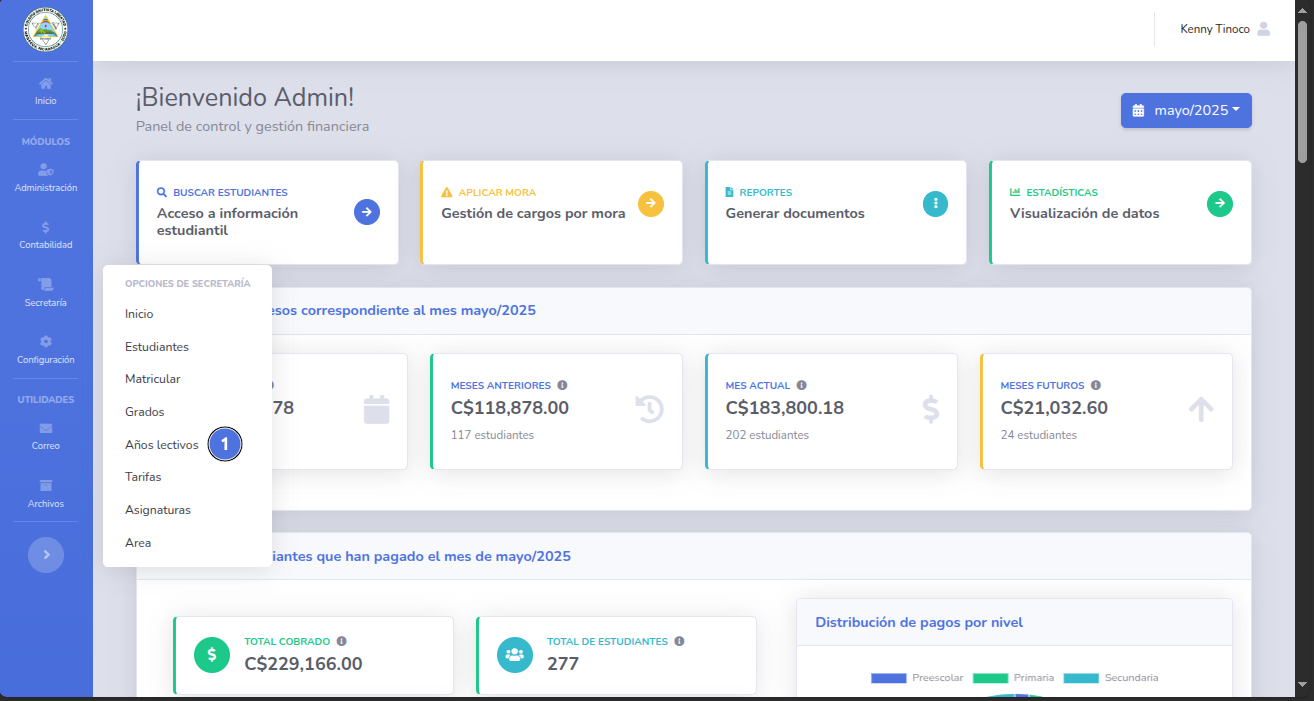 Kenny Tinoco
Inicio
MÓDULOS
Administración
Contabilidad
Secretaría
Configuración
UTILIDADES
Correo
Archivos
¡Bienvenido Admin!
Panel de control y gestión financiera
mayo/2025
BUSCAR ESTUDIANTES
Acceso a información
estudiantil
APLICAR MORA
Gestión de cargos por mora
REPORTES
Generar documentos
ESTADÍSTICAS
Visualización de datos
OPCIONES DE SECRETARÍA
Inicio
Estudiantes
Matricular
Grados
Años lectivos 1
Tarifas
Asignaturas
Area
esos correspondiente al mes mayo/2025
78
MESES ANTERIORES
C$118,878.00
117 estudiantes
MES ACTUAL
C$183,800.18
202 estudiantes
MESES FUTUROS
C$21,032.60
24 estudiantes
iantes que han pagado el mes de mayo/2025
TOTAL COBRADO
C$229,166.00
TOTAL DE ESTUDIANTES
277
Distribución de pagos por nivel
Preescolar Primaria Secundaria